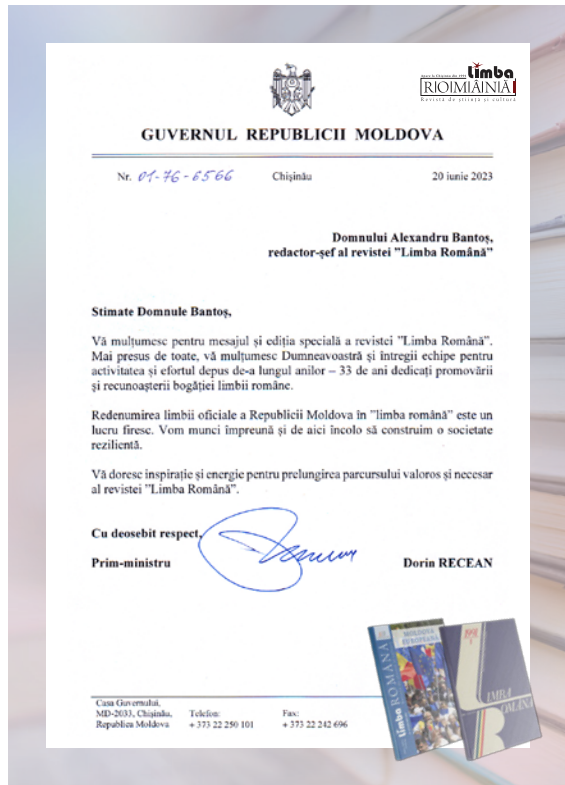 Limba
ROMÂNĂ
Revistă de știință și cultură
GUVERNUL REPUBLICII MOLDOVA
Nr. 01-76-6566 Chișinău 20 iunie 2023
Domnului Alexandru Bantoș,
redactor-șef al revistei "Limba Română"
Stimate Domnule Bantoș,
Vă mulțumesc pentru mesajul și ediția specială a revistei "Limba Română".
Mai presus de toate, vă mulțumesc Dumneavoastră și întregii echipe pentru
activitatea și efortul depus de-a lungul anilor – 33 de ani dedicați promovării
și recunoașterii bogăției limbii române.
Redenumirea limbii oficiale a Republicii Moldova în "limba română" este un
lucru firesc. Vom munci împreună și de aici încolo să construim o societate
rezilientă.
Vă doresc inspirație și energie pentru prelungirea parcursului valoros și necesar
al revistei "Limba Română".
Cu deosebit respect,
Prim-ministru Dorin RECEAN
Casa Guvernului,
MD-2033, Chișinău, Telefon: Fax:
Republica Moldova + 373 22 250 101 + 373 22 242 696
MOLDOVA
EUROPEANĂ
Limba ROMÂNĂ
1991
LIMBA
ROMÂNĂ